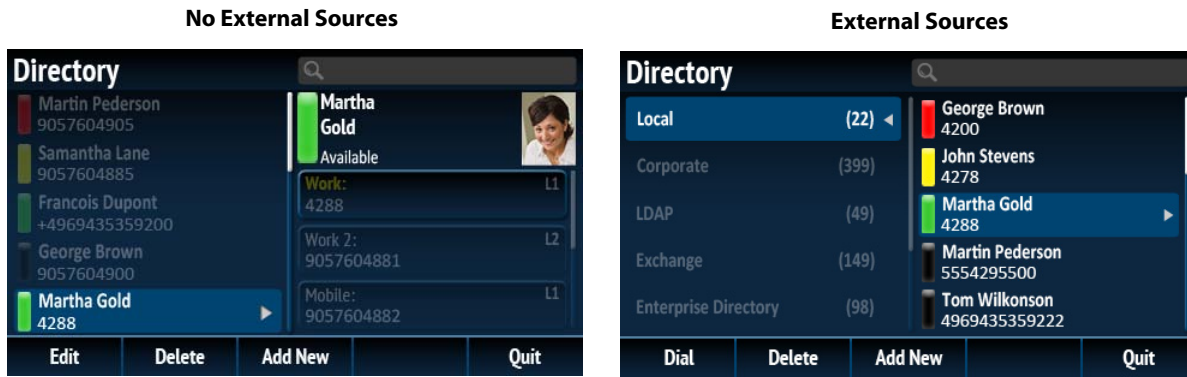 No External Sources
Directory
Martin Pederson
9057604905
Samantha Lane
9057604885
Francois Dupont
+4969435359200
George Brown
9057604900
Martha Gold
4288
Martha
Gold
Available
Work: L1
4288
Work 2: L2
9057604881
Mobile: L1
9057604882
Edit Delete Add New Quit
External Sources
Directory
Local (22)
Corporate (399)
LDAP (49)
Exchange (149)
Enterprise Directory (98)
George Brown
4200
John Stevens
4278
Martha Gold
4288
Martin Pederson
5554295500
Tom Wilkonson
4969435359222
Dial Delete Add New Quit